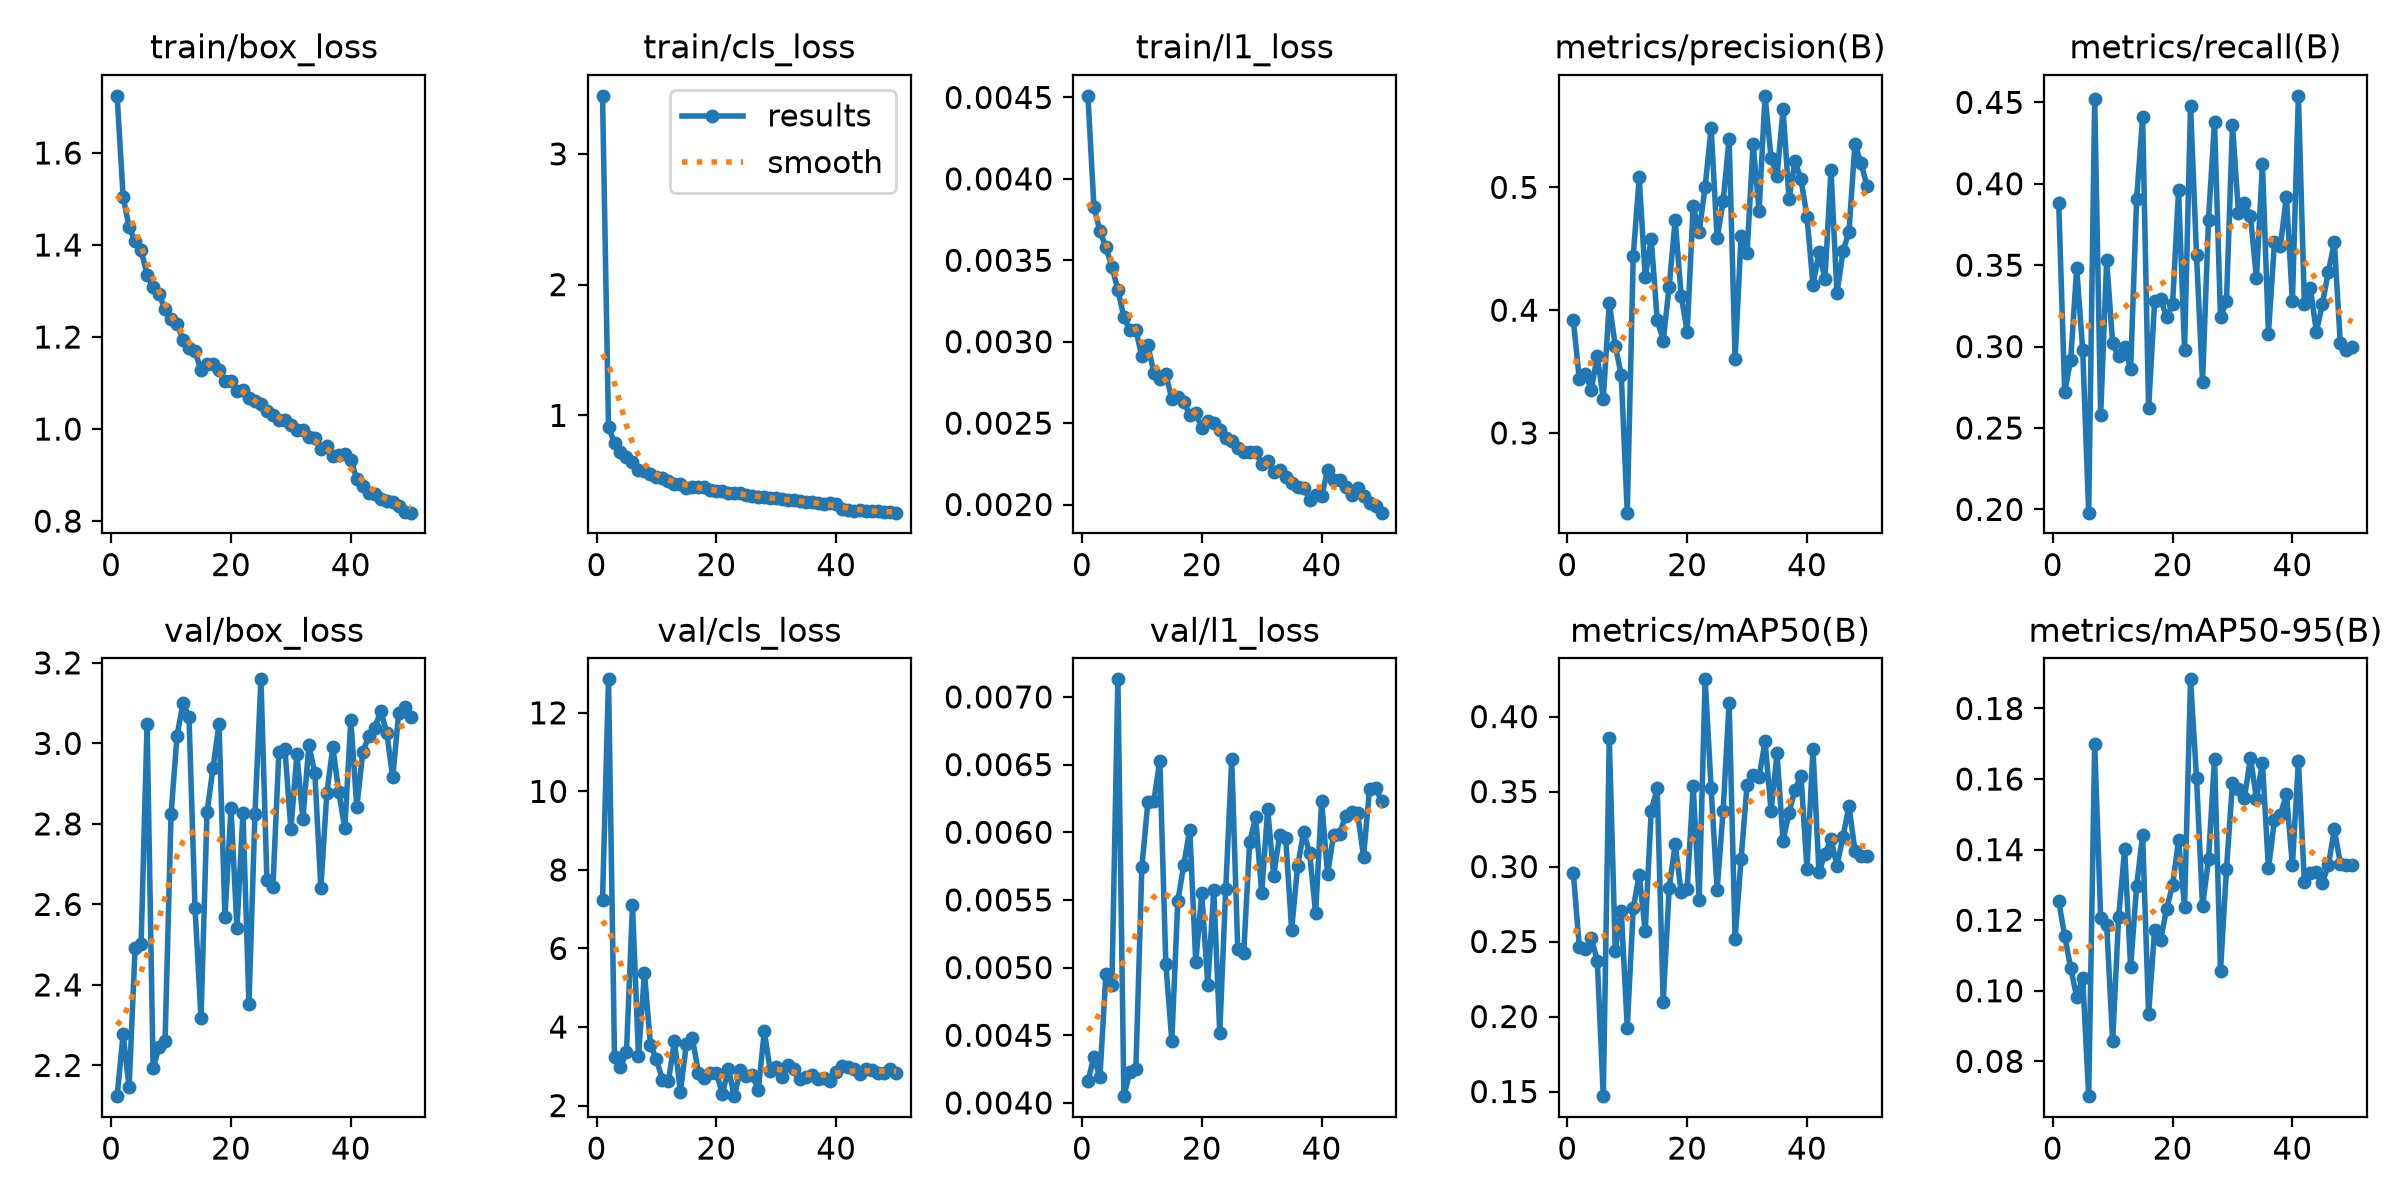 train/box_loss
train/cls_loss
train/l1_loss
metrics/precision(B)
metrics/recall(B)
1.6
1.4
1.2
1.0
0.8
0 20 40
results
smooth
3
2
1
0 20 40
0.0045
0.0040
0.0035
0.0030
0.0025
0.0020
0 20 40
0.5
0.4
0.3
0 20 40
0.45
0.40
0.35
0.30
0.25
0.20
0 20 40
val/box_loss
val/cls_loss
val/l1_loss
metrics/mAP50(B)
metrics/mAP50-95(B)
3.2
3.0
2.8
2.6
2.4
2.2
0 20 40
12
10
8
6
4
2
0 20 40
0.0070
0.0065
0.0060
0.0055
0.0050
0.0045
0.0040
0 20 40
0.40
0.35
0.30
0.25
0.20
0.15
0 20 40
0.18
0.16
0.14
0.12
0.10
0.08
0 20 40